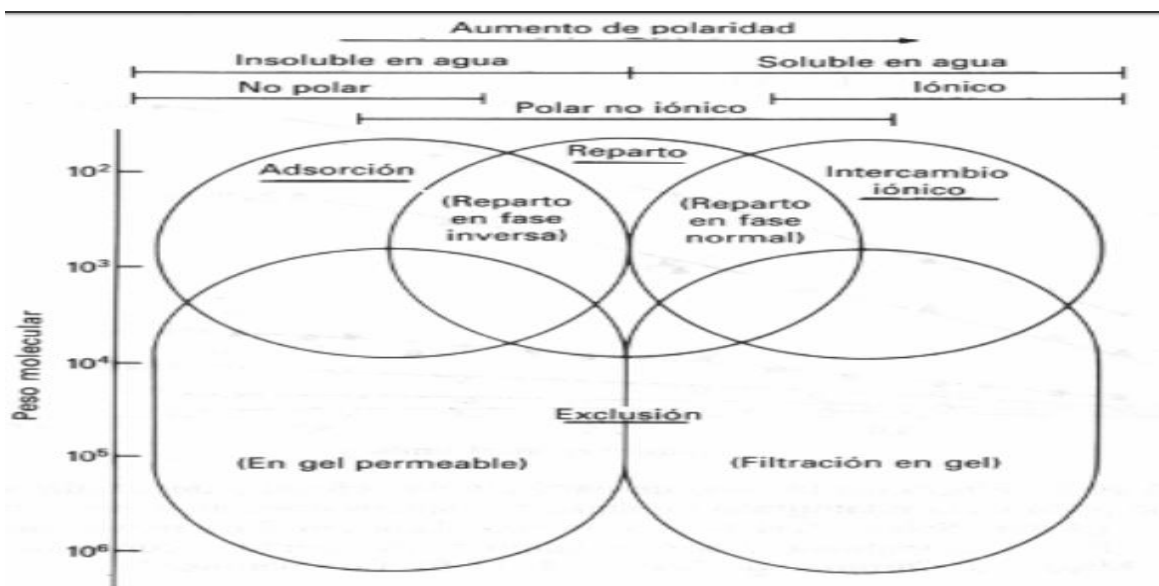 Aumento de polaridad
Insoluble en agua
Soluble en agua
No polar
Iónico
Polar no iónico
Reparto
Adsorción
Intercambio
iónico
(Reparto
en fase
inversa)
(Reparto
en fase
normal)
Peso molecular
10²
10³
10⁴
10⁵
10⁶
Exclusión
(En gel permeable)
(Filtración en gel)